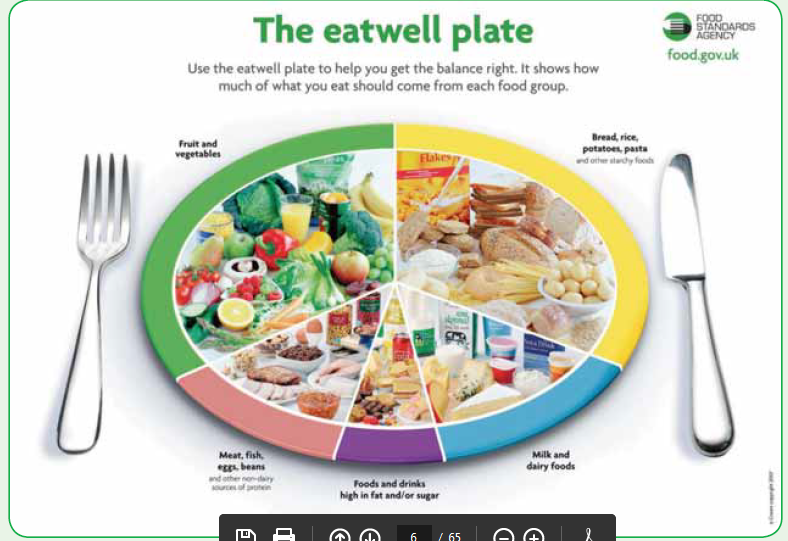 The eatwell plate
FOOD
STANDARDS
AGENCY
food.gov.uk
Use the eatwell plate to help you get the balance right. It shows how
much of what you eat should come from each food group.
Fruit and
vegetables
Bread, rice,
potatoes, pasta
and other starchy foods
Flakes
Meat, fish,
eggs, beans
and other non-dairy
sources of protein
Foods and drinks
high in fat and/or sugar
Milk and
dairy foods
© Crown copyright 2007
6 / 65